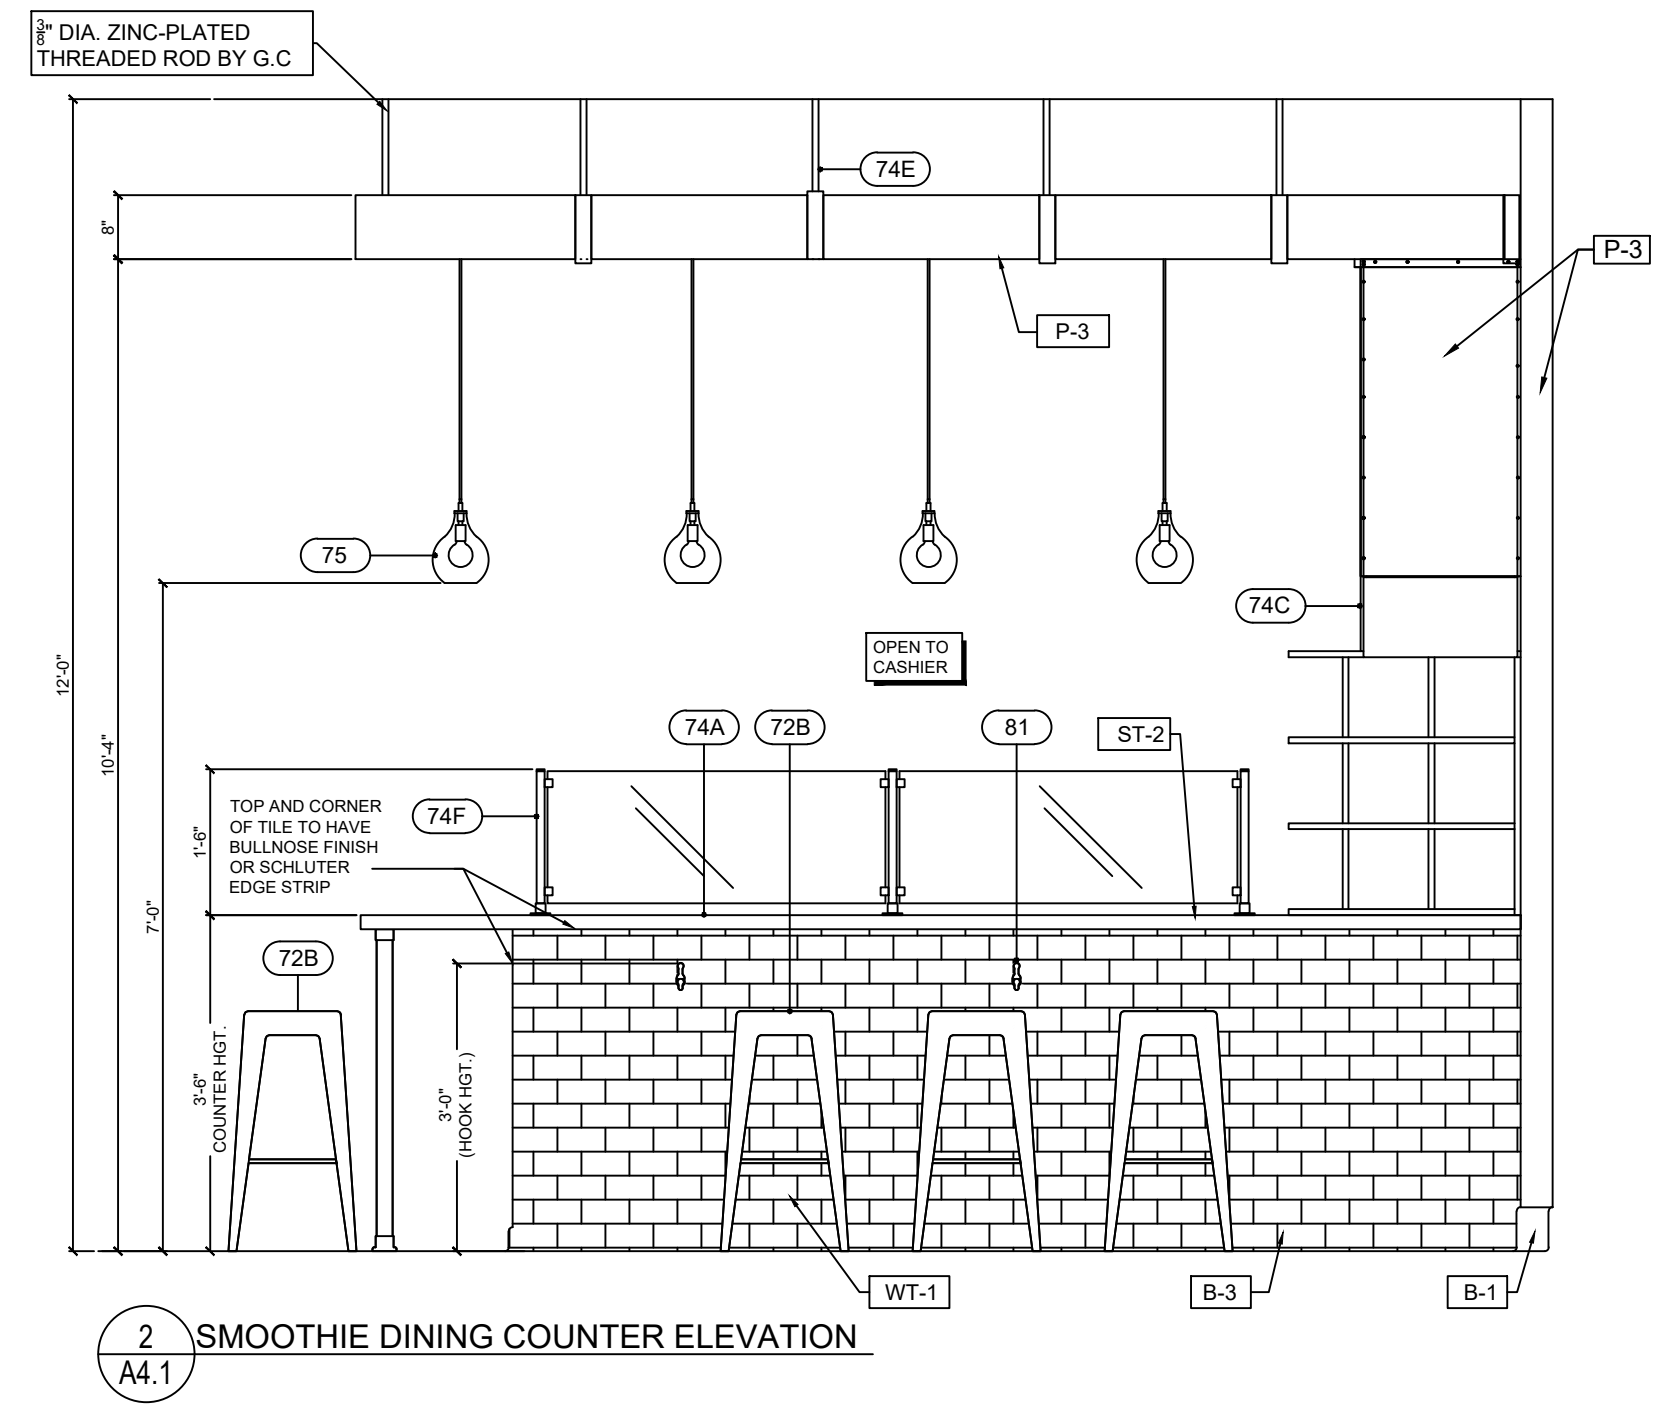 3/8" DIA. ZINC-PLATED
THREADED ROD BY G.C
74E
8"
P-3
P-3
75
74C
12'-0"
OPEN TO
CASHIER
10'-4"
74A
72B
81
ST-2
1'-6"
TOP AND CORNER
OF TILE TO HAVE
BULLNOSE FINISH
OR SCHLUTER
EDGE STRIP
74F
7'-0"
72B
3'-6"
COUNTER HGT.
3'-0"
(HOOK HGT.)
WT-1
B-3
B-1
2
SMOOTHIE DINING COUNTER ELEVATION
A4.1